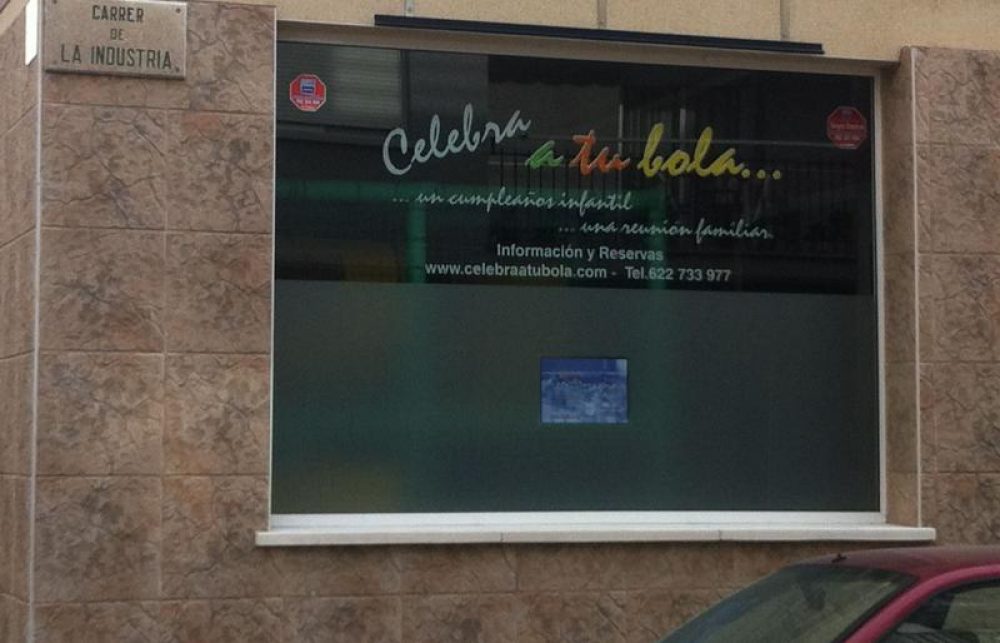 CARRER
DE
LA INDUSTRIA
Celebra
a tu bola...
... un cumpleaños infantil
... una reunión familiar.
Información y Reservas
www.celebraatubola.com - Tel.622 733 977